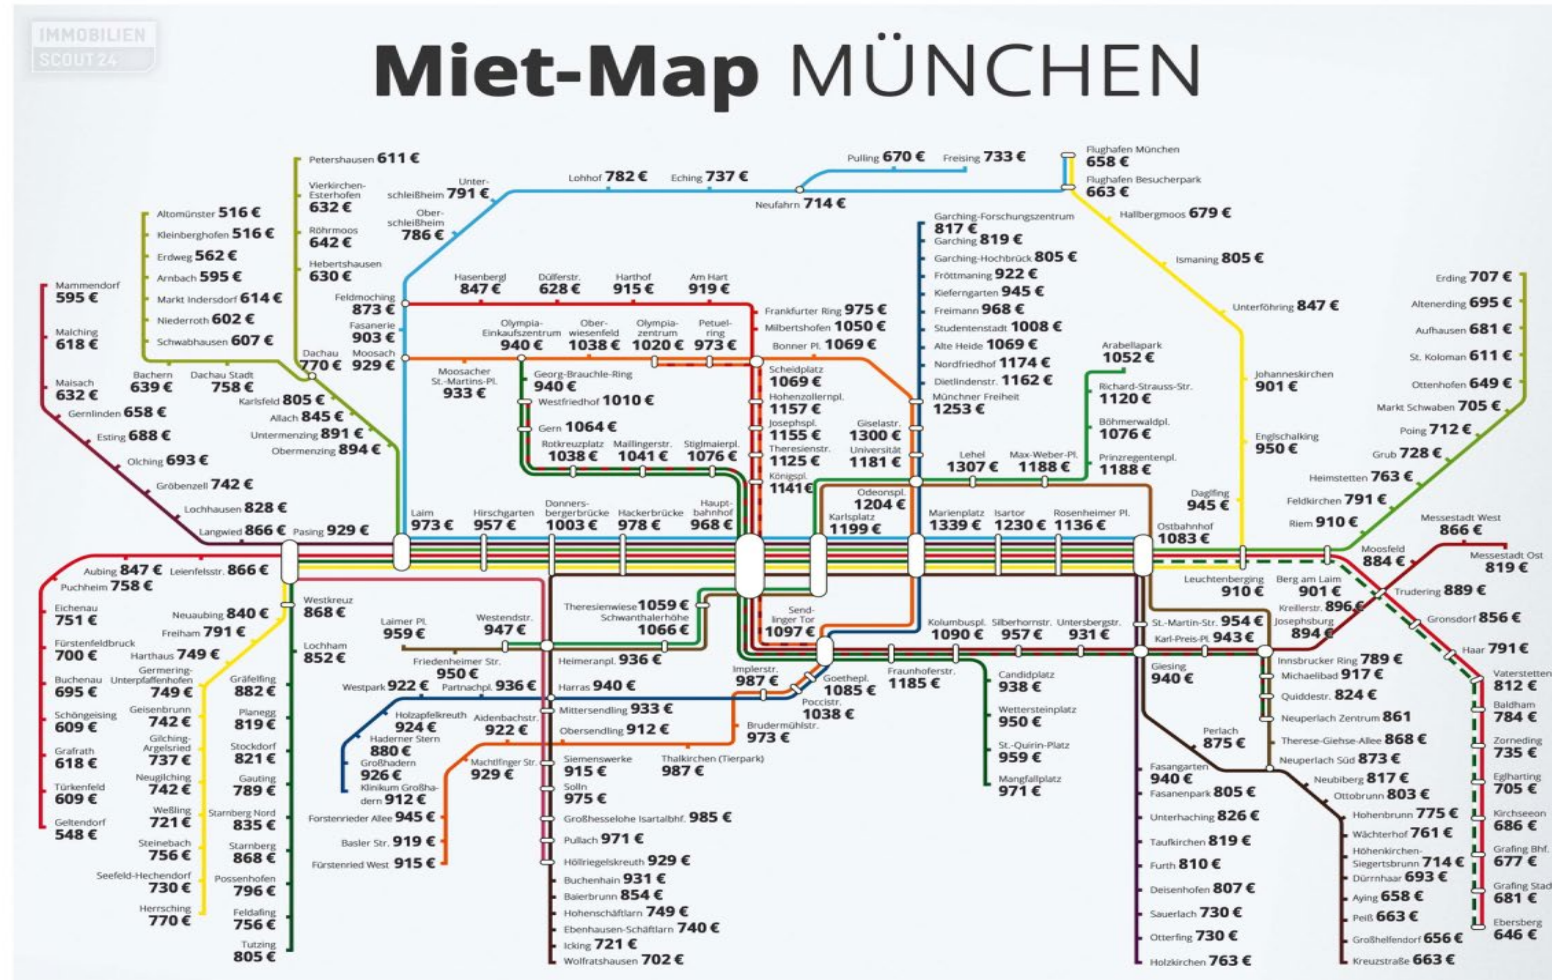 IMMOBILIEN
SCOUT 24
Miet-Map MÜNCHEN
Petershausen 611 €
Vierkirchen-
Esterhofen
632 €
Röhrmoos
642 €
Hebertshausen
630 €
Dachau
770 €
Altomünster 516 €
Kleinberghofen 516 €
Erdweg 562 €
Arnbach 595 €
Markt Indersdorf 614 €
Niederroth 602 €
Schwabhausen 607 €
Bachern
639 €
Dachau Stadt
758 €
Karlsfeld 805 €
Allach 845 €
Untermenzing 891 €
Obermenzing 894 €
Mammendorf
595 €
Malching
618 €
Maisach
632 €
Gernlinden 658 €
Esting 688 €
Olching 693 €
Gröbenzell 742 €
Lochhausen 828 €
Langwied 866 €
Pasing 929 €
Unter-
schleißheim 791 €
Ober-
schleißheim
786 €
Lohhof 782 €
Eching 737 €
Neufahrn 714 €
Pulling 670 €
Freising 733 €
Flughafen München
658 €
Flughafen Besucherpark
663 €
Hallbergmoos 679 €
Ismaning 805 €
Unterföhring 847 €
Johanneskirchen
901 €
Englschalking
950 €
Daglfing
945 €
Feldmoching
873 €
Fasanerie
903 €
Moosach
929 €
Hasenbergl
847 €
Dülferstr.
628 €
Harthof
915 €
Am Hart
919 €
Frankfurter Ring 975 €
Milbertshofen 1050 €
Bonner Pl. 1069 €
Olympia-
Einkaufszentrum
940 €
Ober-
wiesenfeld
1038 €
Olympia-
zentrum
1020 €
Petuel-
ring
973 €
Moosacher
St.-Martins-Pl.
933 €
Georg-Brauchle-Ring
940 €
Westfriedhof 1010 €
Gern 1064 €
Rotkreuzplatz
1038 €
Maillingerstr.
1041 €
Stiglmaierpl.
1076 €
Scheidplatz
1069 €
Hohenzollernpl.
1157 €
Josephspl.
1155 €
Theresienstr.
1125 €
Königspl.
1141€
Garching-Forschungszentrum
817 €
Garching 819 €
Garching-Hochbrück 805 €
Fröttmaning 922 €
Kieferngarten 945 €
Freimann 968 €
Studentenstadt 1008 €
Alte Heide 1069 €
Nordfriedhof 1174 €
Dietlindenstr. 1162 €
Münchner Freiheit
1253 €
Giselastr.
1300 €
Universität
1181 €
Odeonspl.
1204 €
Arabellapark
1052 €
Richard-Strauss-Str.
1120 €
Böhmerwaldpl.
1076 €
Prinzregentenpl.
1188 €
Lehel
1307 €
Max-Weber-Pl.
1188 €
Erding 707 €
Altenerding 695 €
Aufhausen 681 €
St. Koloman 611 €
Ottenhofen 649 €
Markt Schwaben 705 €
Poing 712 €
Grub 728 €
Heimstetten 763 €
Feldkirchen 791 €
Riem 910 €
Laim
973 €
Hirschgarten
957 €
Donners-
bergerbrücke
1003 €
Hackerbrücke
978 €
Haupt-
bahnhof
968 €
Karlsplatz
1199 €
Marienplatz
1339 €
Isartor
1230 €
Rosenheimer Pl.
1136 €
Ostbahnhof
1083 €
Leuchtenbergring
910 €
Berg am Laim
901 €
Moosfeld
884 €
Messestadt West
866 €
Messestadt Ost
819 €
Trudering 889 €
Gronsdorf 856 €
Haar 791 €
Vaterstetten
812 €
Baldham
784 €
Zorneding
735 €
Eglharting
705 €
Kirchseeon
686 €
Grafing Bhf.
677 €
Grafing Stad
681 €
Ebersberg
646 €
Kreillerstr. 896 €
Josephsburg
894 €
St.-Martin-Str. 954 €
Karl-Preis-Pl. 943 €
Giesing
940 €
Innsbrucker Ring 789 €
Michaelibad 917 €
Quiddestr. 824 €
Neuperlach Zentrum 861
Therese-Giehse-Allee 868 €
Neuperlach Süd 873 €
Perlach
875 €
Neubiberg 817 €
Ottobrunn 803 €
Hohenbrunn 775 €
Wächterhof 761 €
Höhenkirchen-
Siegertsbrunn 714 €
Dürrnhaar 693 €
Aying 658 €
Peiß 663 €
Großhelfendorf 656 €
Kreuzstraße 663 €
Fasangarten
940 €
Fasanenpark 805 €
Unterhaching 826 €
Taufkirchen 819 €
Furth 810 €
Deisenhofen 807 €
Sauerlach 730 €
Otterfing 730 €
Holzkirchen 763 €
Aubing 847 €
Leienfelsstr. 866 €
Puchheim 758 €
Eichenau
751 €
Fürstenfeldbruck
700 €
Buchenau
695 €
Schöngeising
609 €
Grafrath
618 €
Türkenfeld
609 €
Geltendorf
548 €
Neuaubing 840 €
Freiham 791 €
Harthaus 749 €
Germering-
Unterpfaffenhofen
749 €
Geisenbrunn
742 €
Gilching-
Argelsried
737 €
Neugilching
742 €
Weßling
721 €
Steinebach
756 €
Seefeld-Hechendorf
730 €
Herrsching
770 €
Westkreuz
868 €
Lochham
852 €
Gräfelfing
882 €
Planegg
819 €
Stockdorf
821 €
Gauting
789 €
Starnberg Nord
835 €
Starnberg
868 €
Possenhofen
796 €
Feldafing
756 €
Tutzing
805 €
Theresienwiese 1059 €
Schwanthalerhöhe
1066 €
Send-
linger Tor
1097 €
Laimer Pl.
959 €
Westendstr.
947 €
Friedenheimer Str.
950 €
Heimeranpl. 936 €
Westpark 922 €
Partnachpl. 936 €
Harras 940 €
Implerstr.
987 €
Goethepl.
1085 €
Poccistr.
1038 €
Kolumbuspl.
1090 €
Silberhornstr.
957 €
Untersbergstr.
931 €
Fraunhoferstr.
1185 €
Candidplatz
938 €
Wettersteinplatz
950 €
St.-Quirin-Platz
959 €
Mangfallplatz
971 €
Holzapfelkreuth
924 €
Haderner Stern
880 €
Großhadern
926 €
Klinikum Großha-
dern 912 €
Aidenbachstr.
922 €
Machtlfinger Str.
929 €
Forstenrieder Allee 945 €
Basler Str. 919 €
Fürstenried West 915 €
Mittersendling 933 €
Obersendling 912 €
Brudermühlstr.
973 €
Thalkirchen (Tierpark)
987 €
Siemenswerke
915 €
Solln
975 €
Großhesselohe Isartalbhf. 985 €
Pullach 971 €
Höllriegelskreuth 929 €
Buchenhain 931 €
Baierbrunn 854 €
Hohenschäftlarn 749 €
Ebenhausen-Schäftlarn 740 €
Icking 721 €
Wolfratshausen 702 €